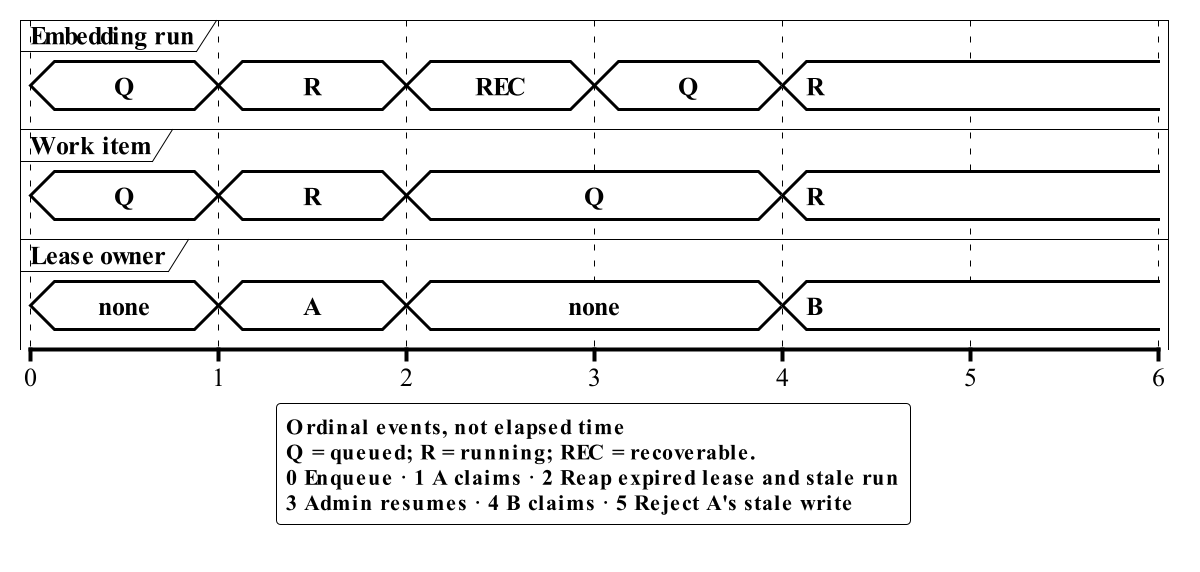 Embedding run
Q R REC Q R
Work item
Q R Q R
Lease owner
none A none B
0 1 2 3 4 5 6
Ordinal events, not elapsed time
Q = queued; R = running; REC = recoverable.
0 Enqueue · 1 A claims · 2 Reap expired lease and stale run
3 Admin resumes · 4 B claims · 5 Reject A's stale write